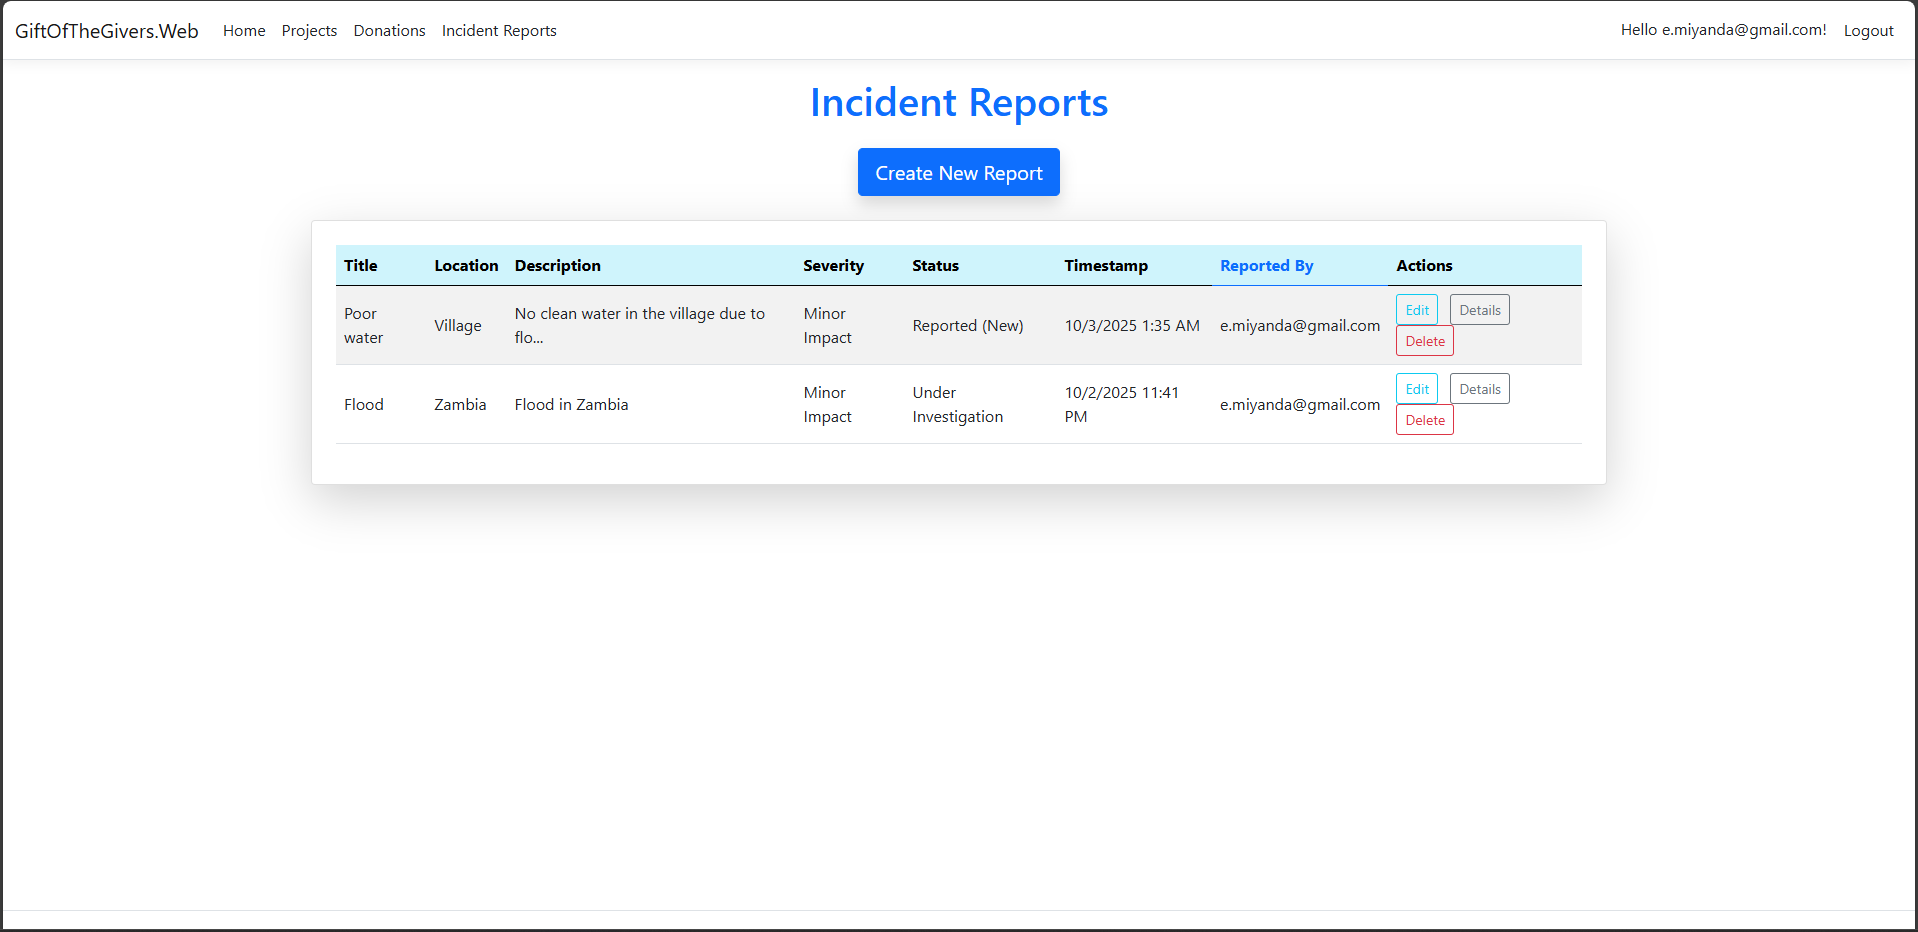 GiftOfTheGivers.Web Home Projects Donations Incident Reports Hello e.miyanda@gmail.com! Logout
Incident Reports
Create New Report
Title Location Description Severity Status Timestamp Reported By Actions
Poor water Village No clean water in the village due to flo... Minor Impact Reported (New) 10/3/2025 1:35 AM e.miyanda@gmail.com Edit Details Delete
Flood Zambia Flood in Zambia Minor Impact Under Investigation 10/2/2025 11:41 PM e.miyanda@gmail.com Edit Details Delete